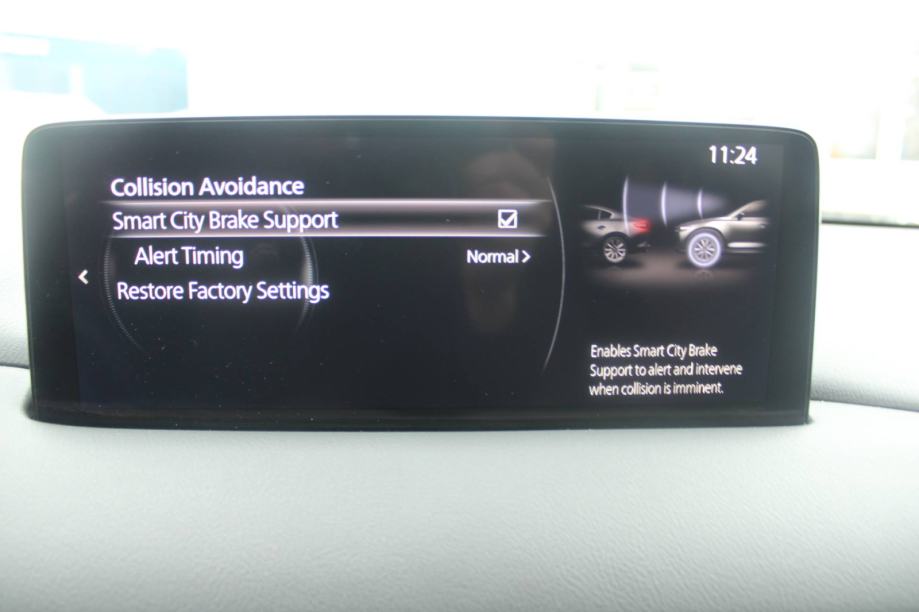 11:24
Collision Avoidance
Smart City Brake Support
Alert Timing Normal >
Restore Factory Settings
<
Enables Smart City Brake
Support to alert and intervene
when collision is imminent.